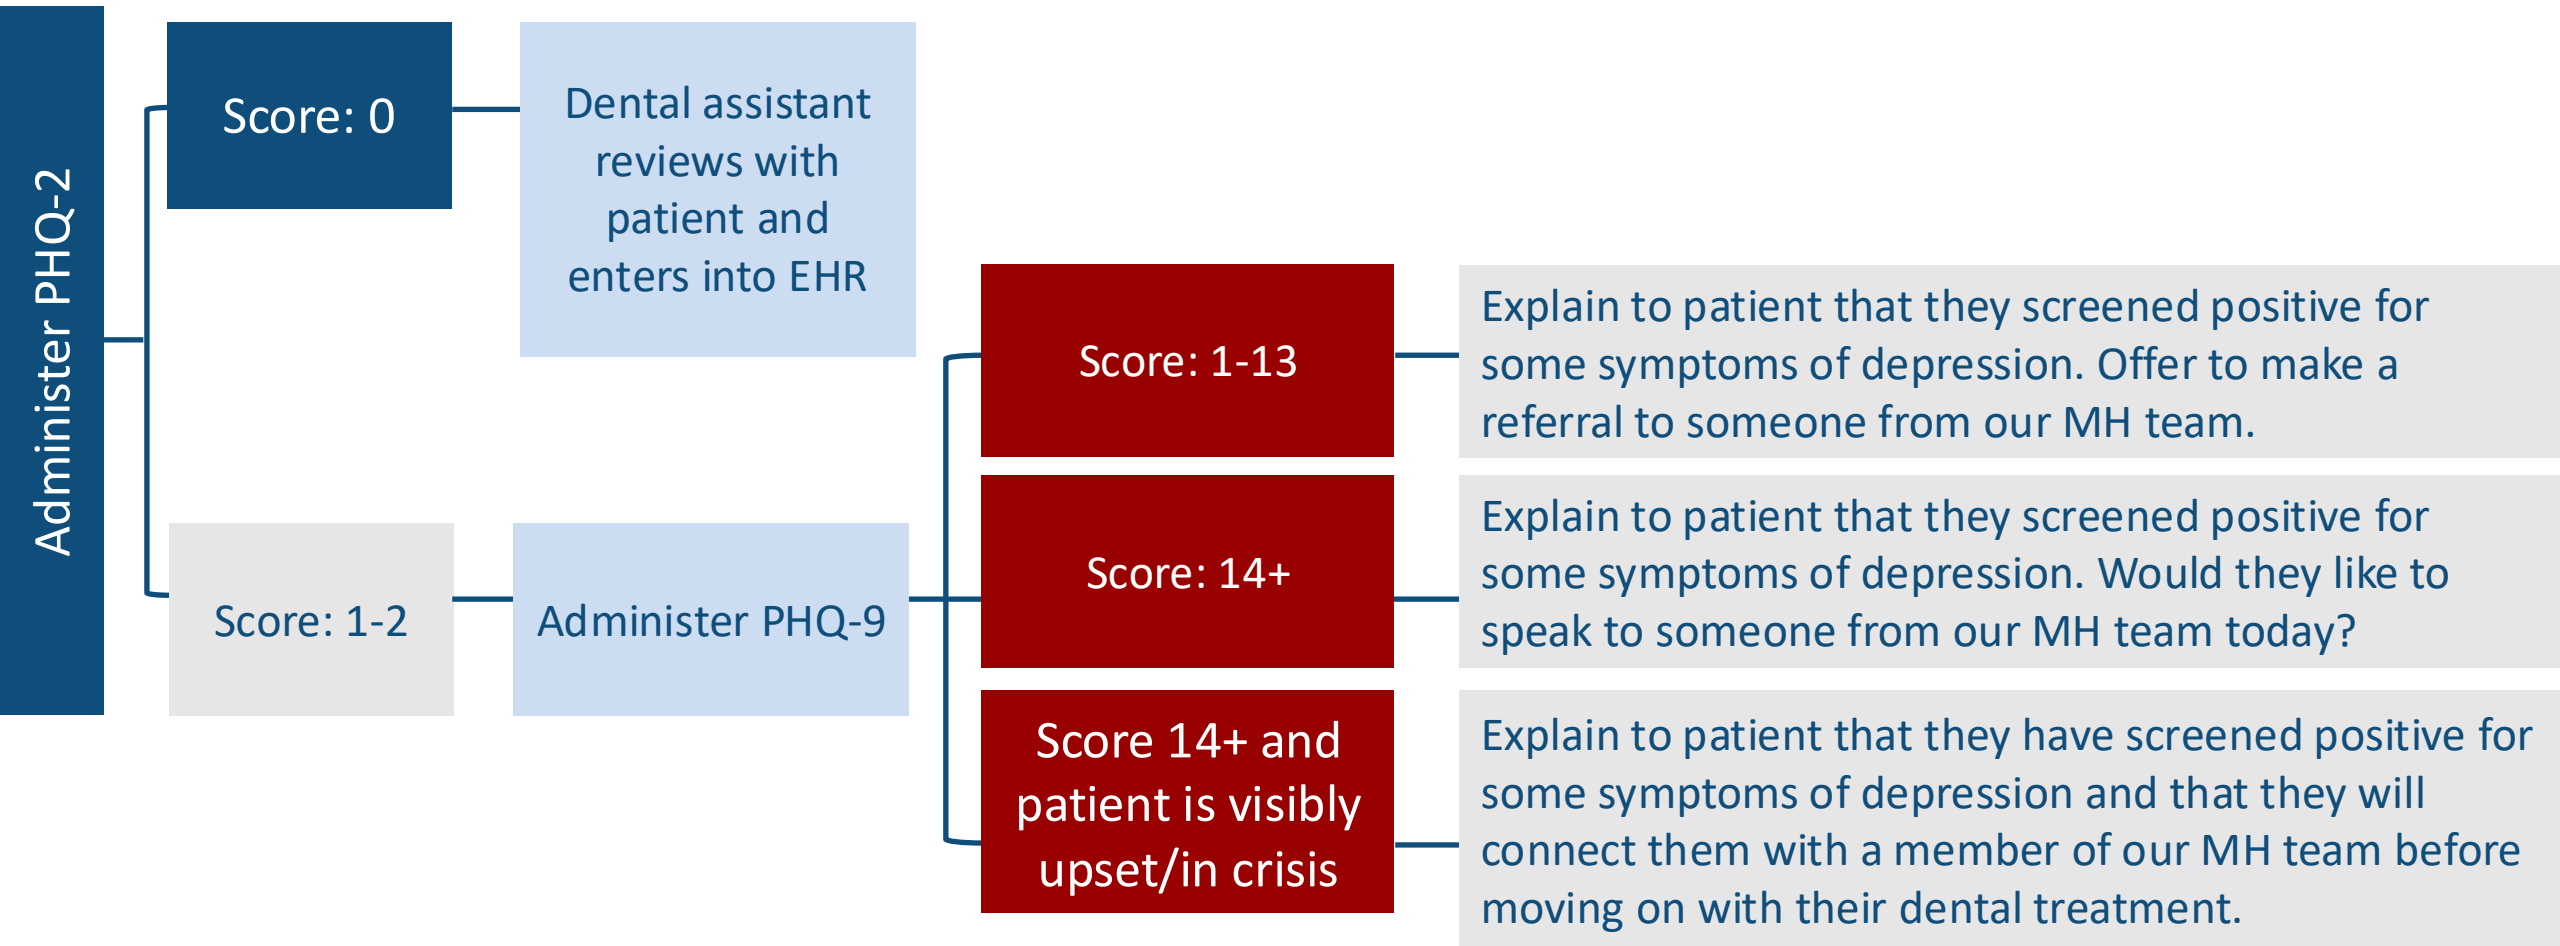 Administer PHQ-2
Score: 0
Dental assistant
reviews with
patient and
enters into EHR
Score: 1-2
Administer PHQ-9
Score: 1-13
Explain to patient that they screened positive for
some symptoms of depression. Offer to make a
referral to someone from our MH team.
Score: 14+
Explain to patient that they screened positive for
some symptoms of depression. Would they like to
speak to someone from our MH team today?
Score 14+ and
patient is visibly
upset/in crisis
Explain to patient that they have screened positive for
some symptoms of depression and that they will
connect them with a member of our MH team before
moving on with their dental treatment.